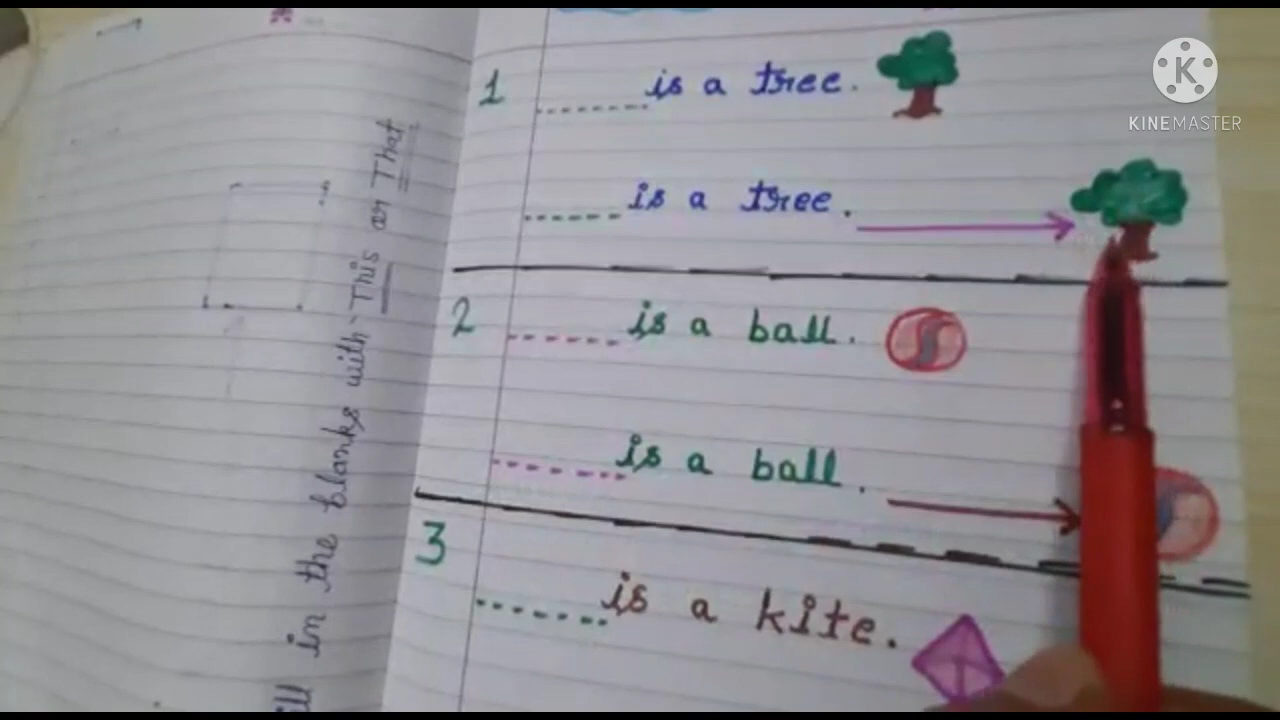 KINEMASTER
1 ------ is a tree.
----- is a tree.
2 ------ is a ball.
------ is a ball.
3
------ is a kite.
ill in the blanks with This or That